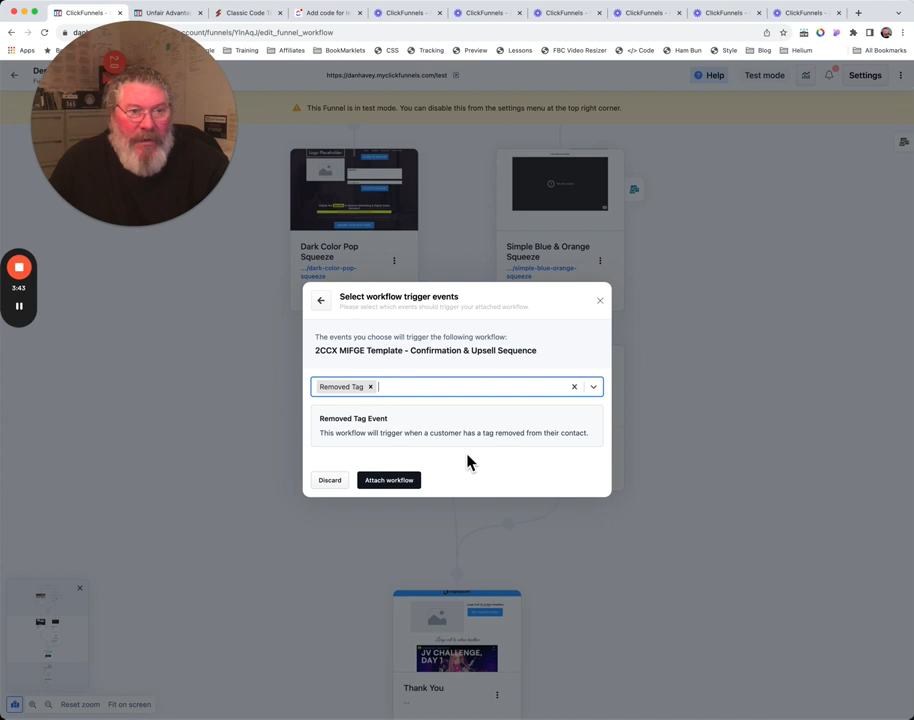 ClickFunnels -
Unfair Advanta
Classic Code T
Add code for l
ClickFunnels -
ClickFunnels -
ClickFunnels -
ClickFunnels -
ClickFunnels -
ClickFunnels -
ccount/funnels/YlnAqJ/edit_funnel_workflow
Apps
Training
Affiliates
BookMarklets
CSS
Tracking
Preview
Lessons
FBC Video Resizer
</> Code
Ham Bun
Style
Blog
Helium
All Bookmarks
https://danhavey.myclickfunnels.com/test
Help
Test mode
Settings
This Funnel is in test mode. You can disable this from the settings menu at the top right corner.
365
Logo Placeholder
Dark Color Pop
Squeeze
.../dark-color-pop-
squeeze
Simple Blue & Orange
Squeeze
.../simple-blue-orange-
squeeze
3:43
Select workflow trigger events
Please select which events should trigger your attached workflow.
The events you choose will trigger the following workflow:
2CCX MIFGE Template - Confirmation & Upsell Sequence
Removed Tag
Removed Tag Event
This workflow will trigger when a customer has a tag removed from their contact.
Discard
Attach workflow
JV CHALLENGE,
DAY 1
Thank You
...
Reset zoom
Fit on screen